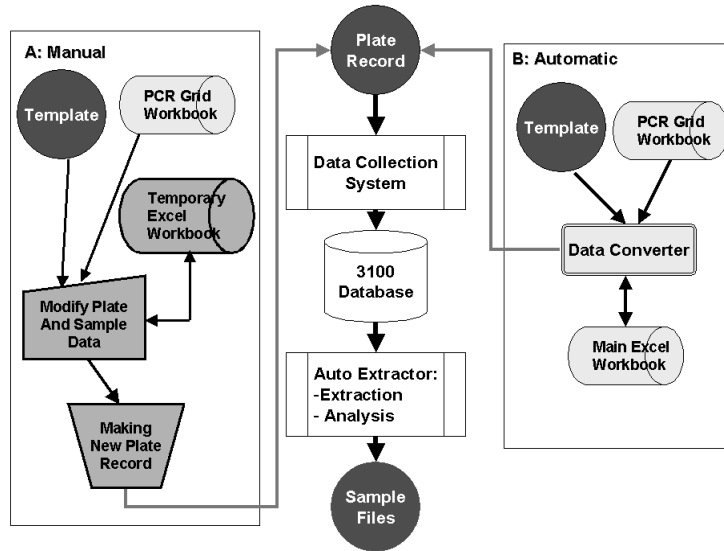 A: Manual
Template
PCR Grid
Workbook
Temporary
Excel
Workbook
Modify Plate
And Sample
Data
Making
New Plate
Record
Plate
Record
Data Collection
System
3100
Database
Auto Extractor:
-Extraction
- Analysis
Sample
Files
B: Automatic
Template
PCR Grid
Workbook
Data Converter
Main Excel
Workbook